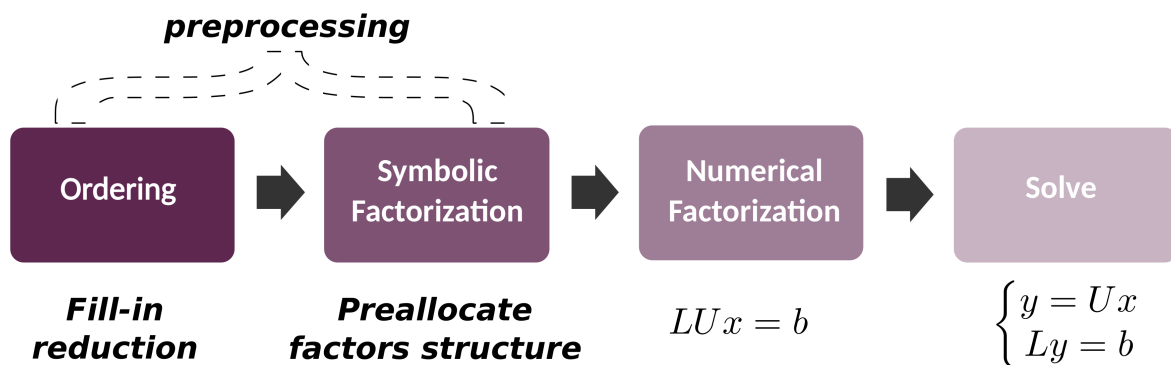 preprocessing
Ordering
Symbolic
Factorization
Numerical
Factorization
Solve
Fill-in
reduction
Preallocate
factors structure
LUx = b
y = Ux
Ly = b